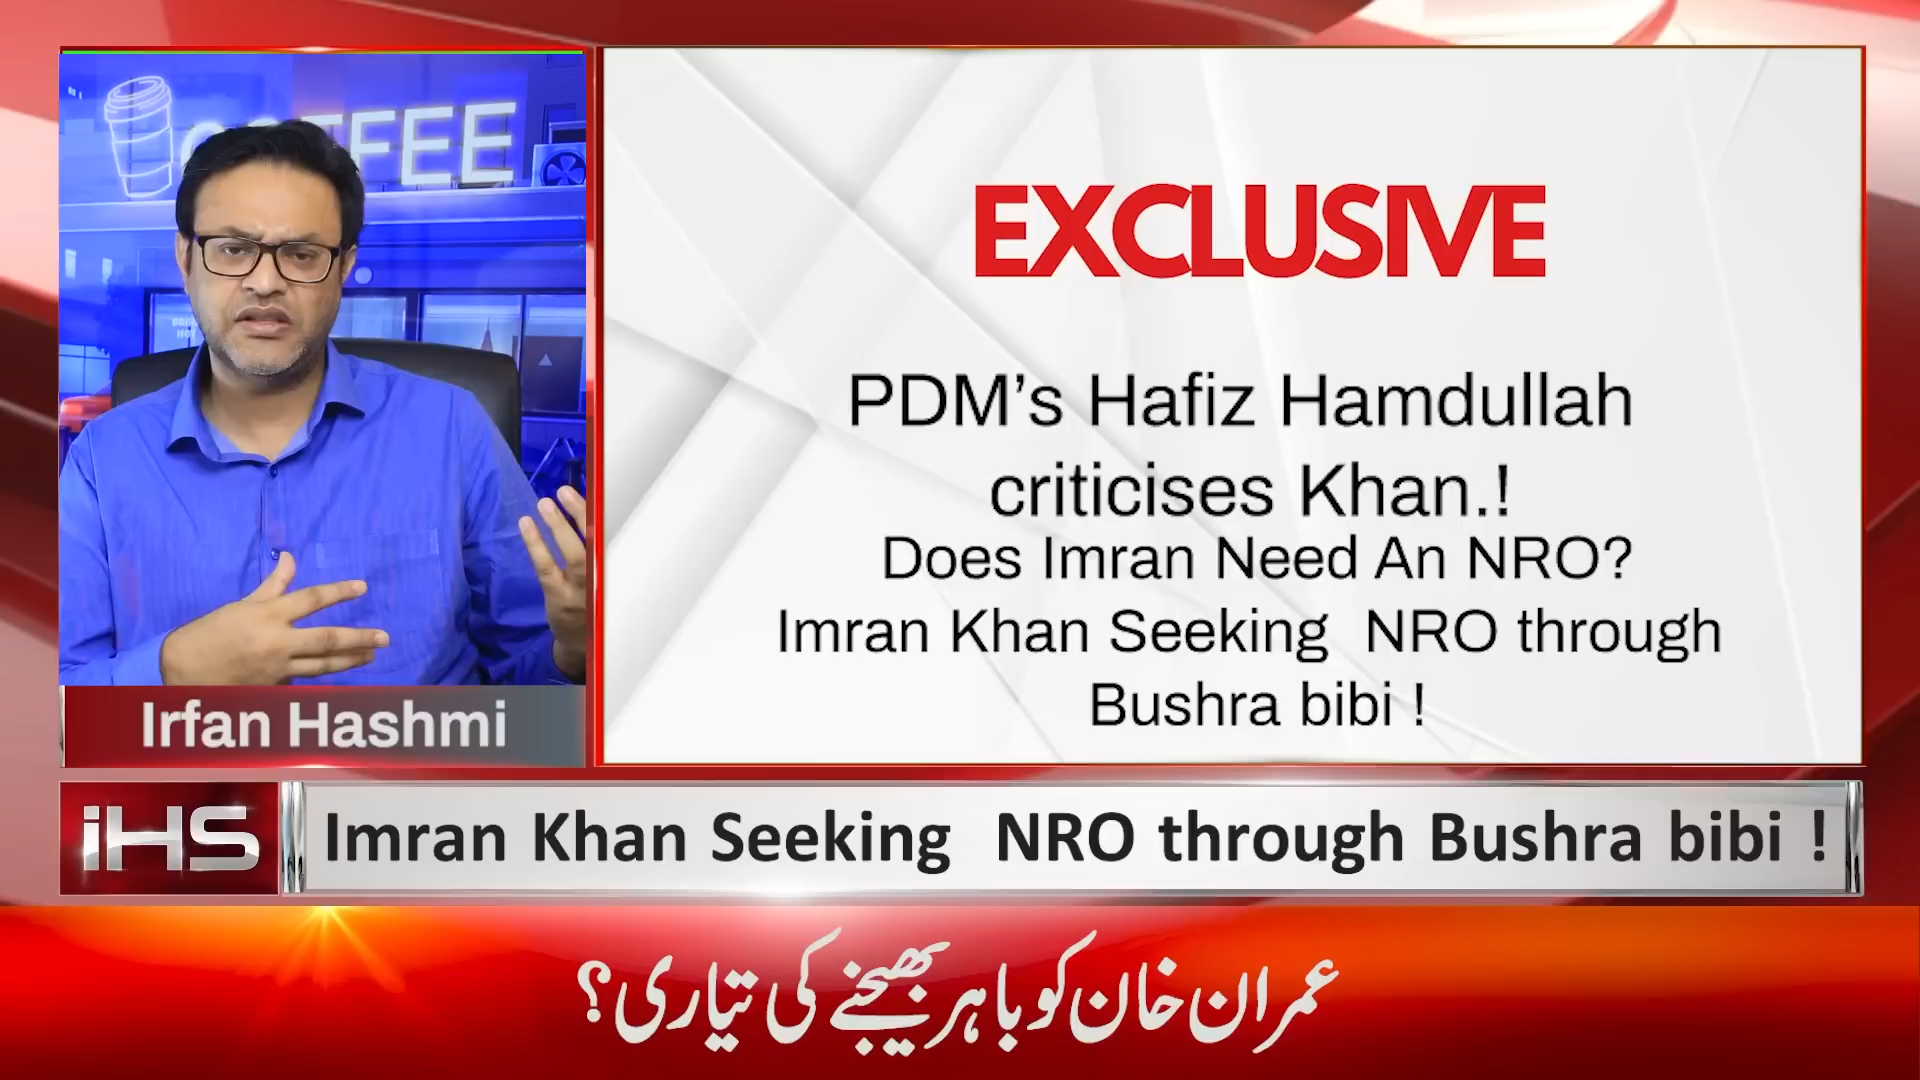 COFFEE
EXCLUSIVE
PDM’s Hafiz Hamdullah
criticises Khan.!
Does Imran Need An NRO?
Imran Khan Seeking  NRO through
Bushra bibi !
Irfan Hashmi
iHS
Imran Khan Seeking  NRO through Bushra bibi !
عمران خان کو باہر بھیجنے کی تیاری؟